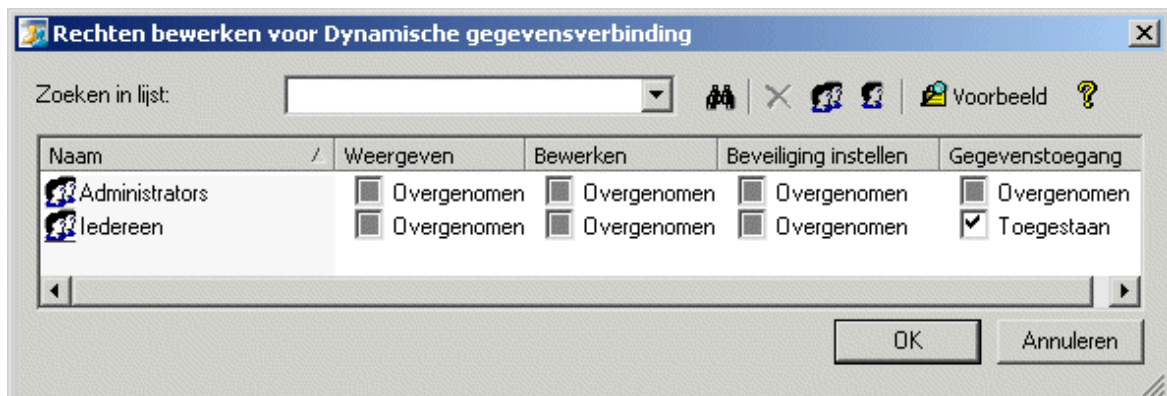 Rechten bewerken voor Dynamische gegevensverbinding
Zoeken in lijst: Voorbeeld
Naam Weergeven Bewerken Beveiliging instellen Gegevenstoegang
Administrators Overgenomen Overgenomen Overgenomen Overgenomen
Iedereen Overgenomen Overgenomen Overgenomen Toegestaan
OK Annuleren